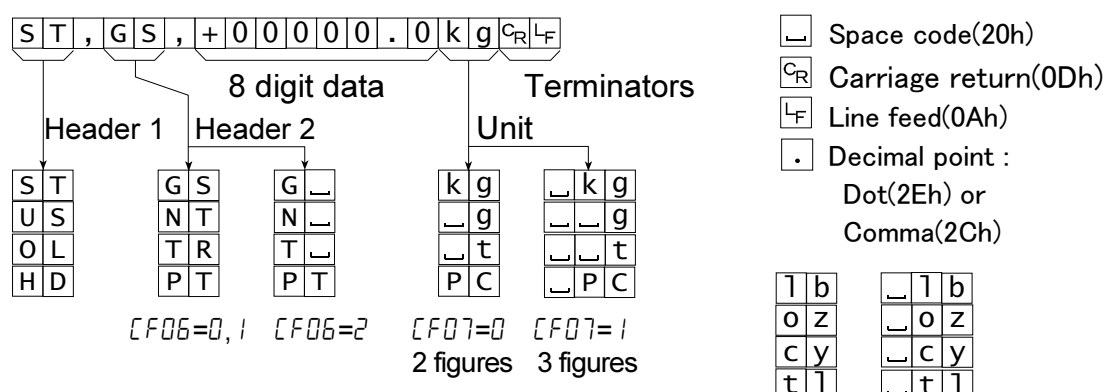 ST,GS,+00000.0kgCRLF
8 digit data
Terminators
Header 1
Header 2
Unit
ST GS G␣ kg ␣kg
US NT N␣ ␣g ␣␣g
OL TR T␣ ␣t ␣␣t
HD PT PT PC ␣PC
CF06=0,1 CF06=2 CF07=0 CF07=1
2 figures 3 figures
␣ Space code(20h)
CR Carriage return(0Dh)
LF Line feed(0Ah)
. Decimal point :
Dot(2Eh) or
Comma(2Ch)
lb ␣lb
oz ␣oz
cy ␣cy
tl ␣tl